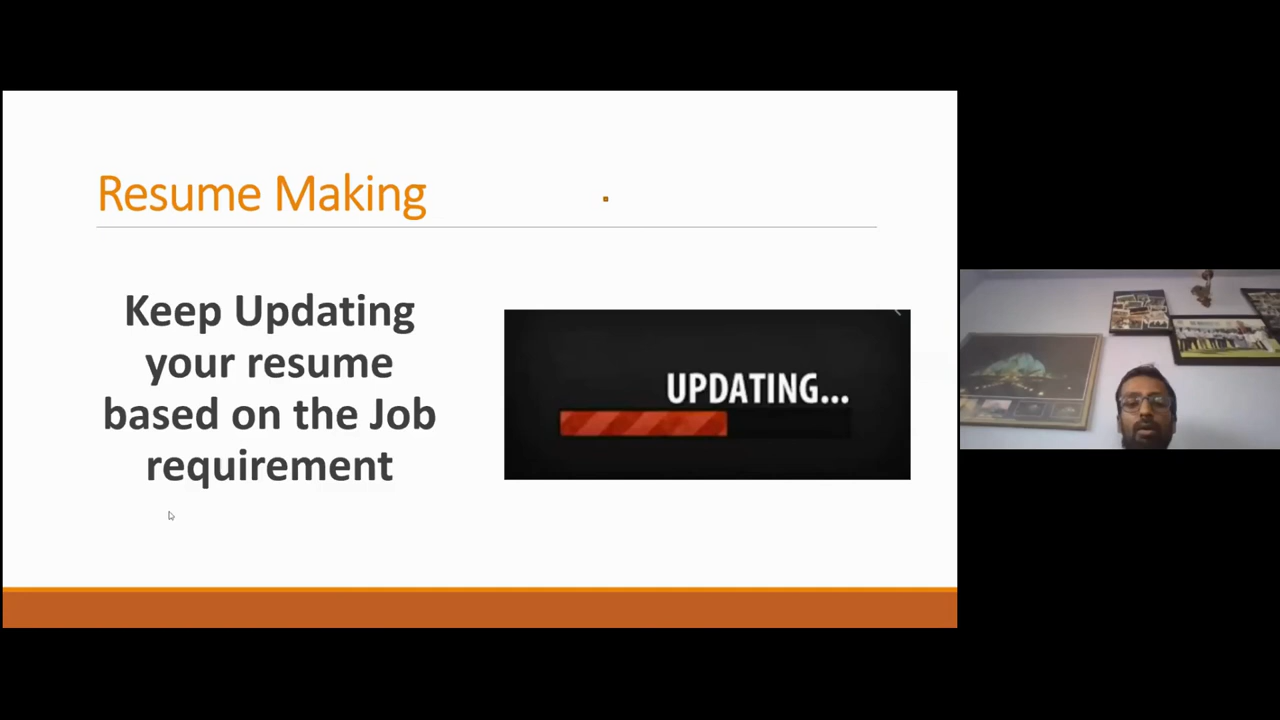 Resume Making
Keep Updating
your resume
based on the Job
requirement
UPDATING...